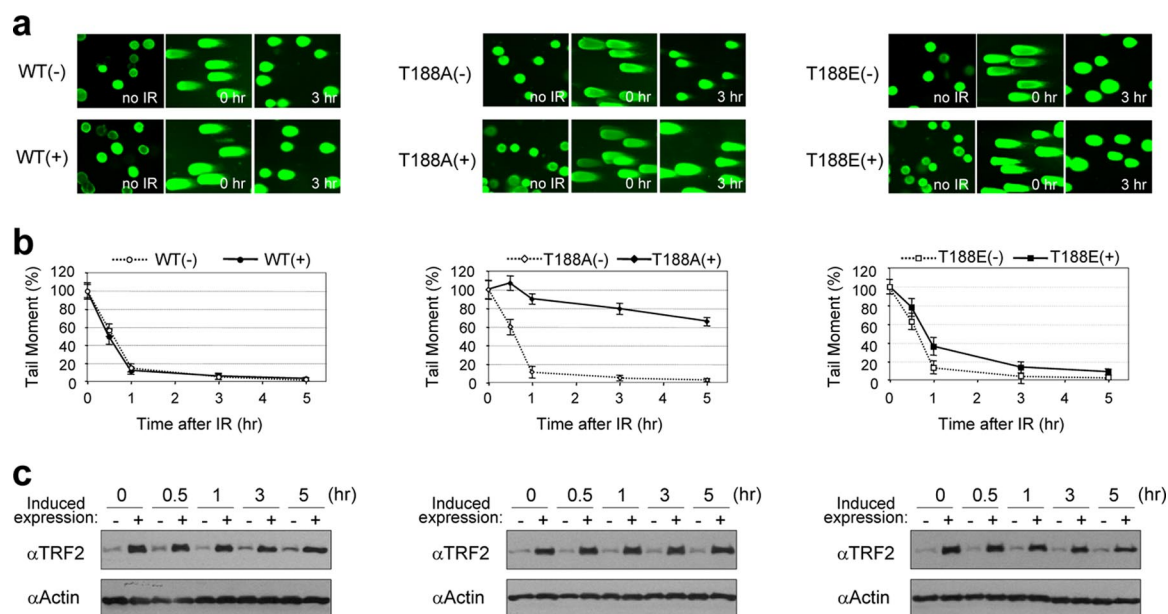 a
WT(-) no IR 0 hr 3 hr
T188A(-) no IR 0 hr 3 hr
T188E(-) no IR 0 hr 3 hr
WT(+) no IR 0 hr 3 hr
T188A(+) no IR 0 hr 3 hr
T188E(+) no IR 0 hr 3 hr
b
WT(-) WT(+)
Tail Moment (%)
120
100
80
60
40
20
0
0 1 2 3 4 5
Time after IR (hr)
T188A(-) T188A(+)
Tail Moment (%)
120
100
80
60
40
20
0
0 1 2 3 4 5
Time after IR (hr)
T188E(-) T188E(+)
Tail Moment (%)
120
100
80
60
40
20
0
0 1 2 3 4 5
Time after IR (hr)
c
0 0.5 1 3 5 (hr)
Induced
expression: - + - + - + - + - +
αTRF2
αActin
0 0.5 1 3 5 (hr)
Induced
expression: - + - + - + - + - +
αTRF2
αActin
0 0.5 1 3 5 (hr)
Induced
expression: - + - + - + - + - +
αTRF2
αActin